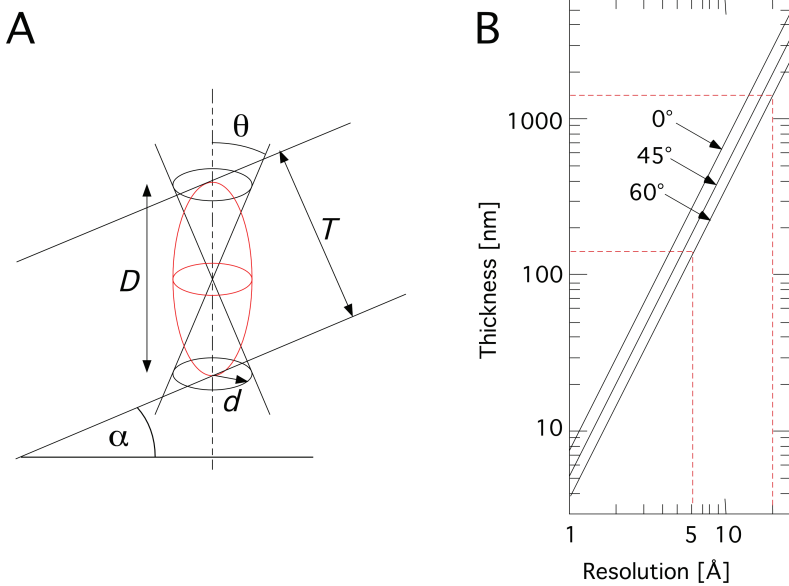 A
θ
T
D
d
α
B
1000
100
10
0°
45°
60°
Thickness [nm]
1
5
10
Resolution [Å]